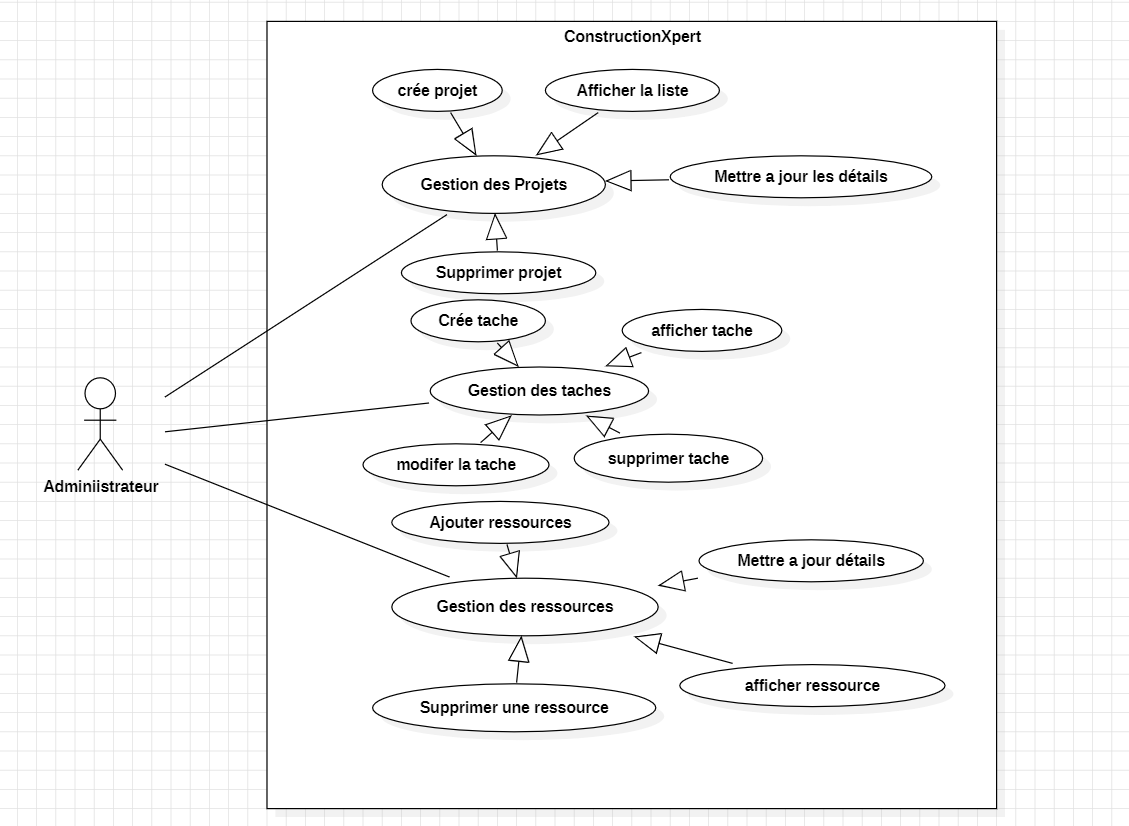 ConstructionXpert
crée projet
Afficher la liste
Gestion des Projets
Mettre a jour les détails
Supprimer projet
Crée tache
afficher tache
Gestion des taches
modifer la tache
supprimer tache
Adminiistrateur
Ajouter ressources
Mettre a jour détails
Gestion des ressources
afficher ressource
Supprimer une ressource